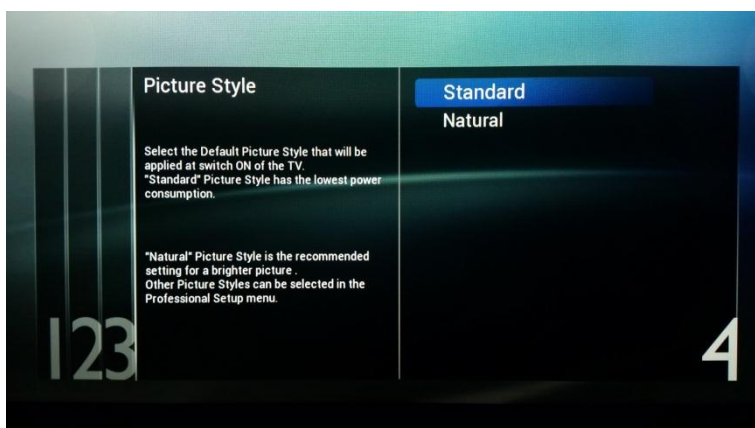 Picture Style
Select the Default Picture Style that will be
applied at switch ON of the TV.
"Standard" Picture Style has the lowest power
consumption.
"Natural" Picture Style is the recommended
setting for a brighter picture .
Other Picture Styles can be selected in the
Professional Setup menu.
Standard
Natural
123
4